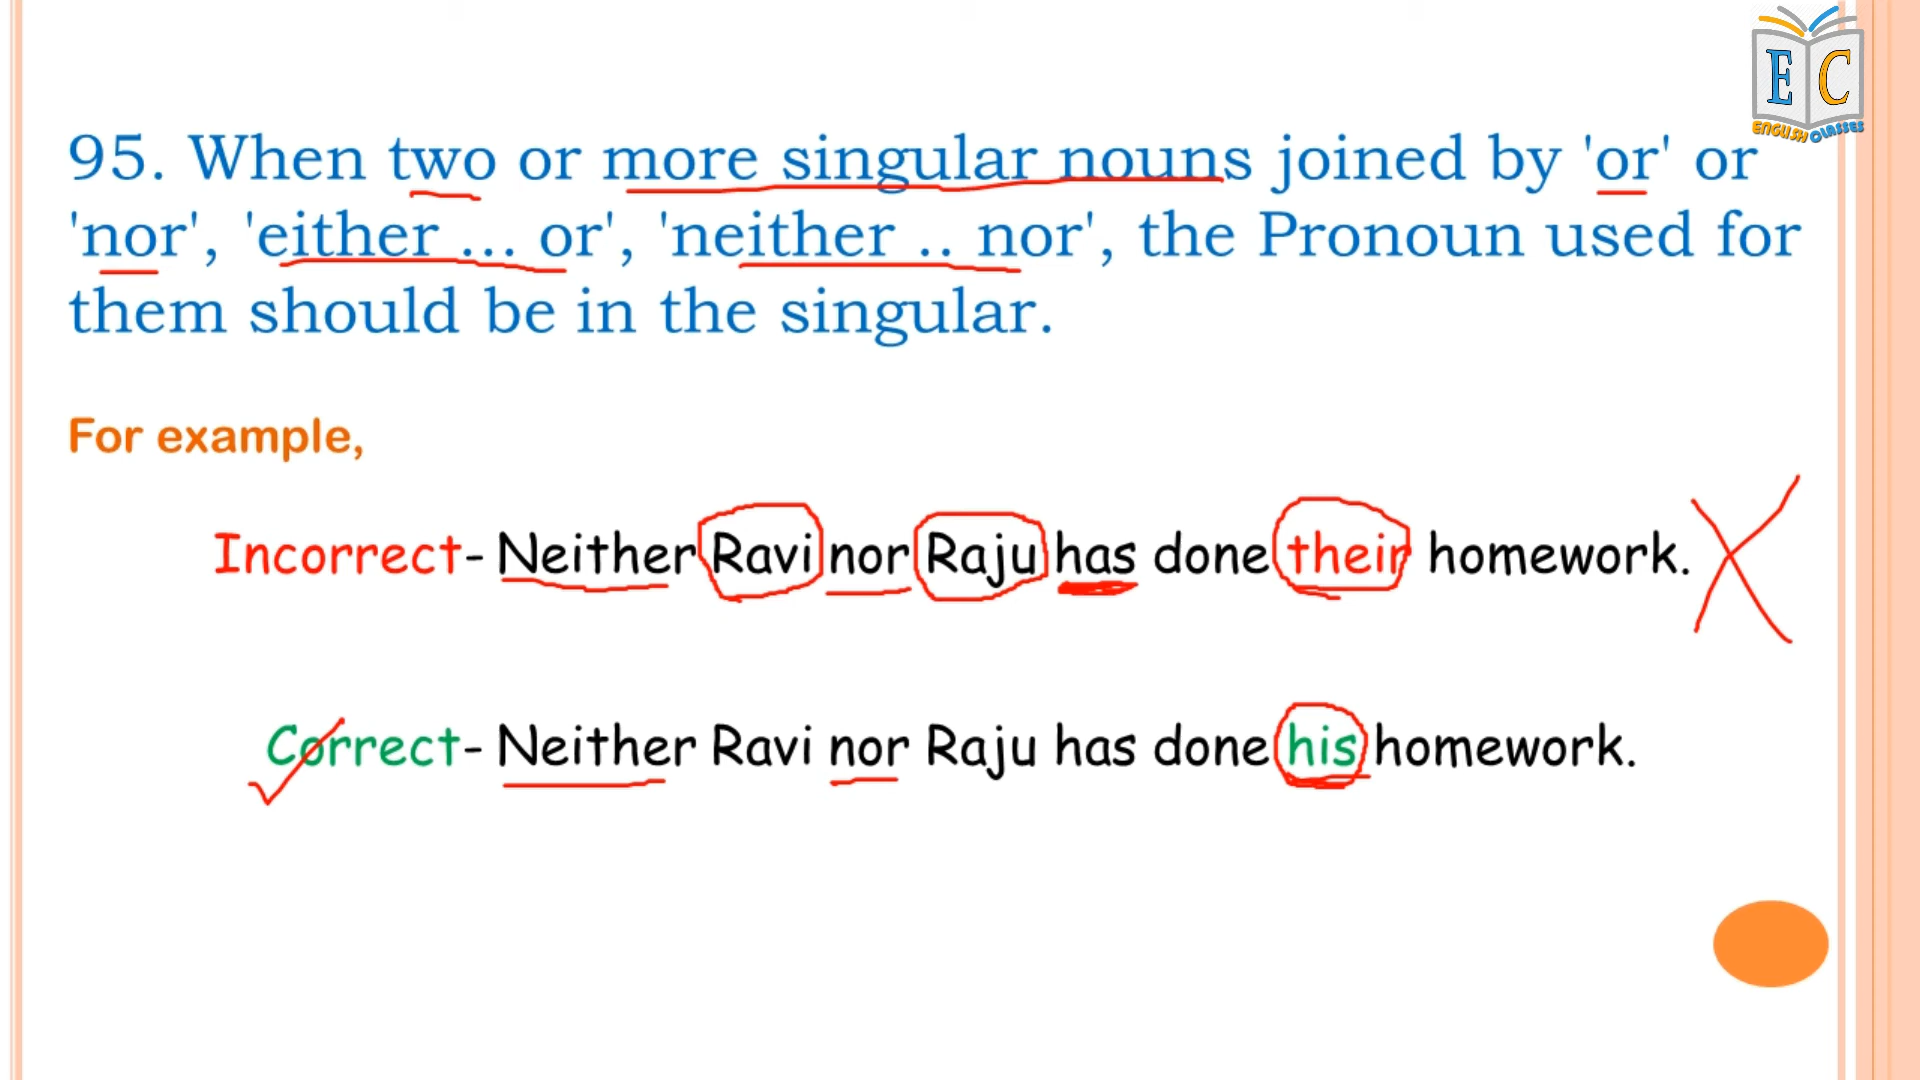 E C
ENGLISH CLASSES
95. When two or more singular nouns joined by 'or' or
'nor', 'either ... or', 'neither .. nor', the Pronoun used for
them should be in the singular.
For example,
Incorrect- Neither Ravi nor Raju has done their homework.
Correct- Neither Ravi nor Raju has done his homework.